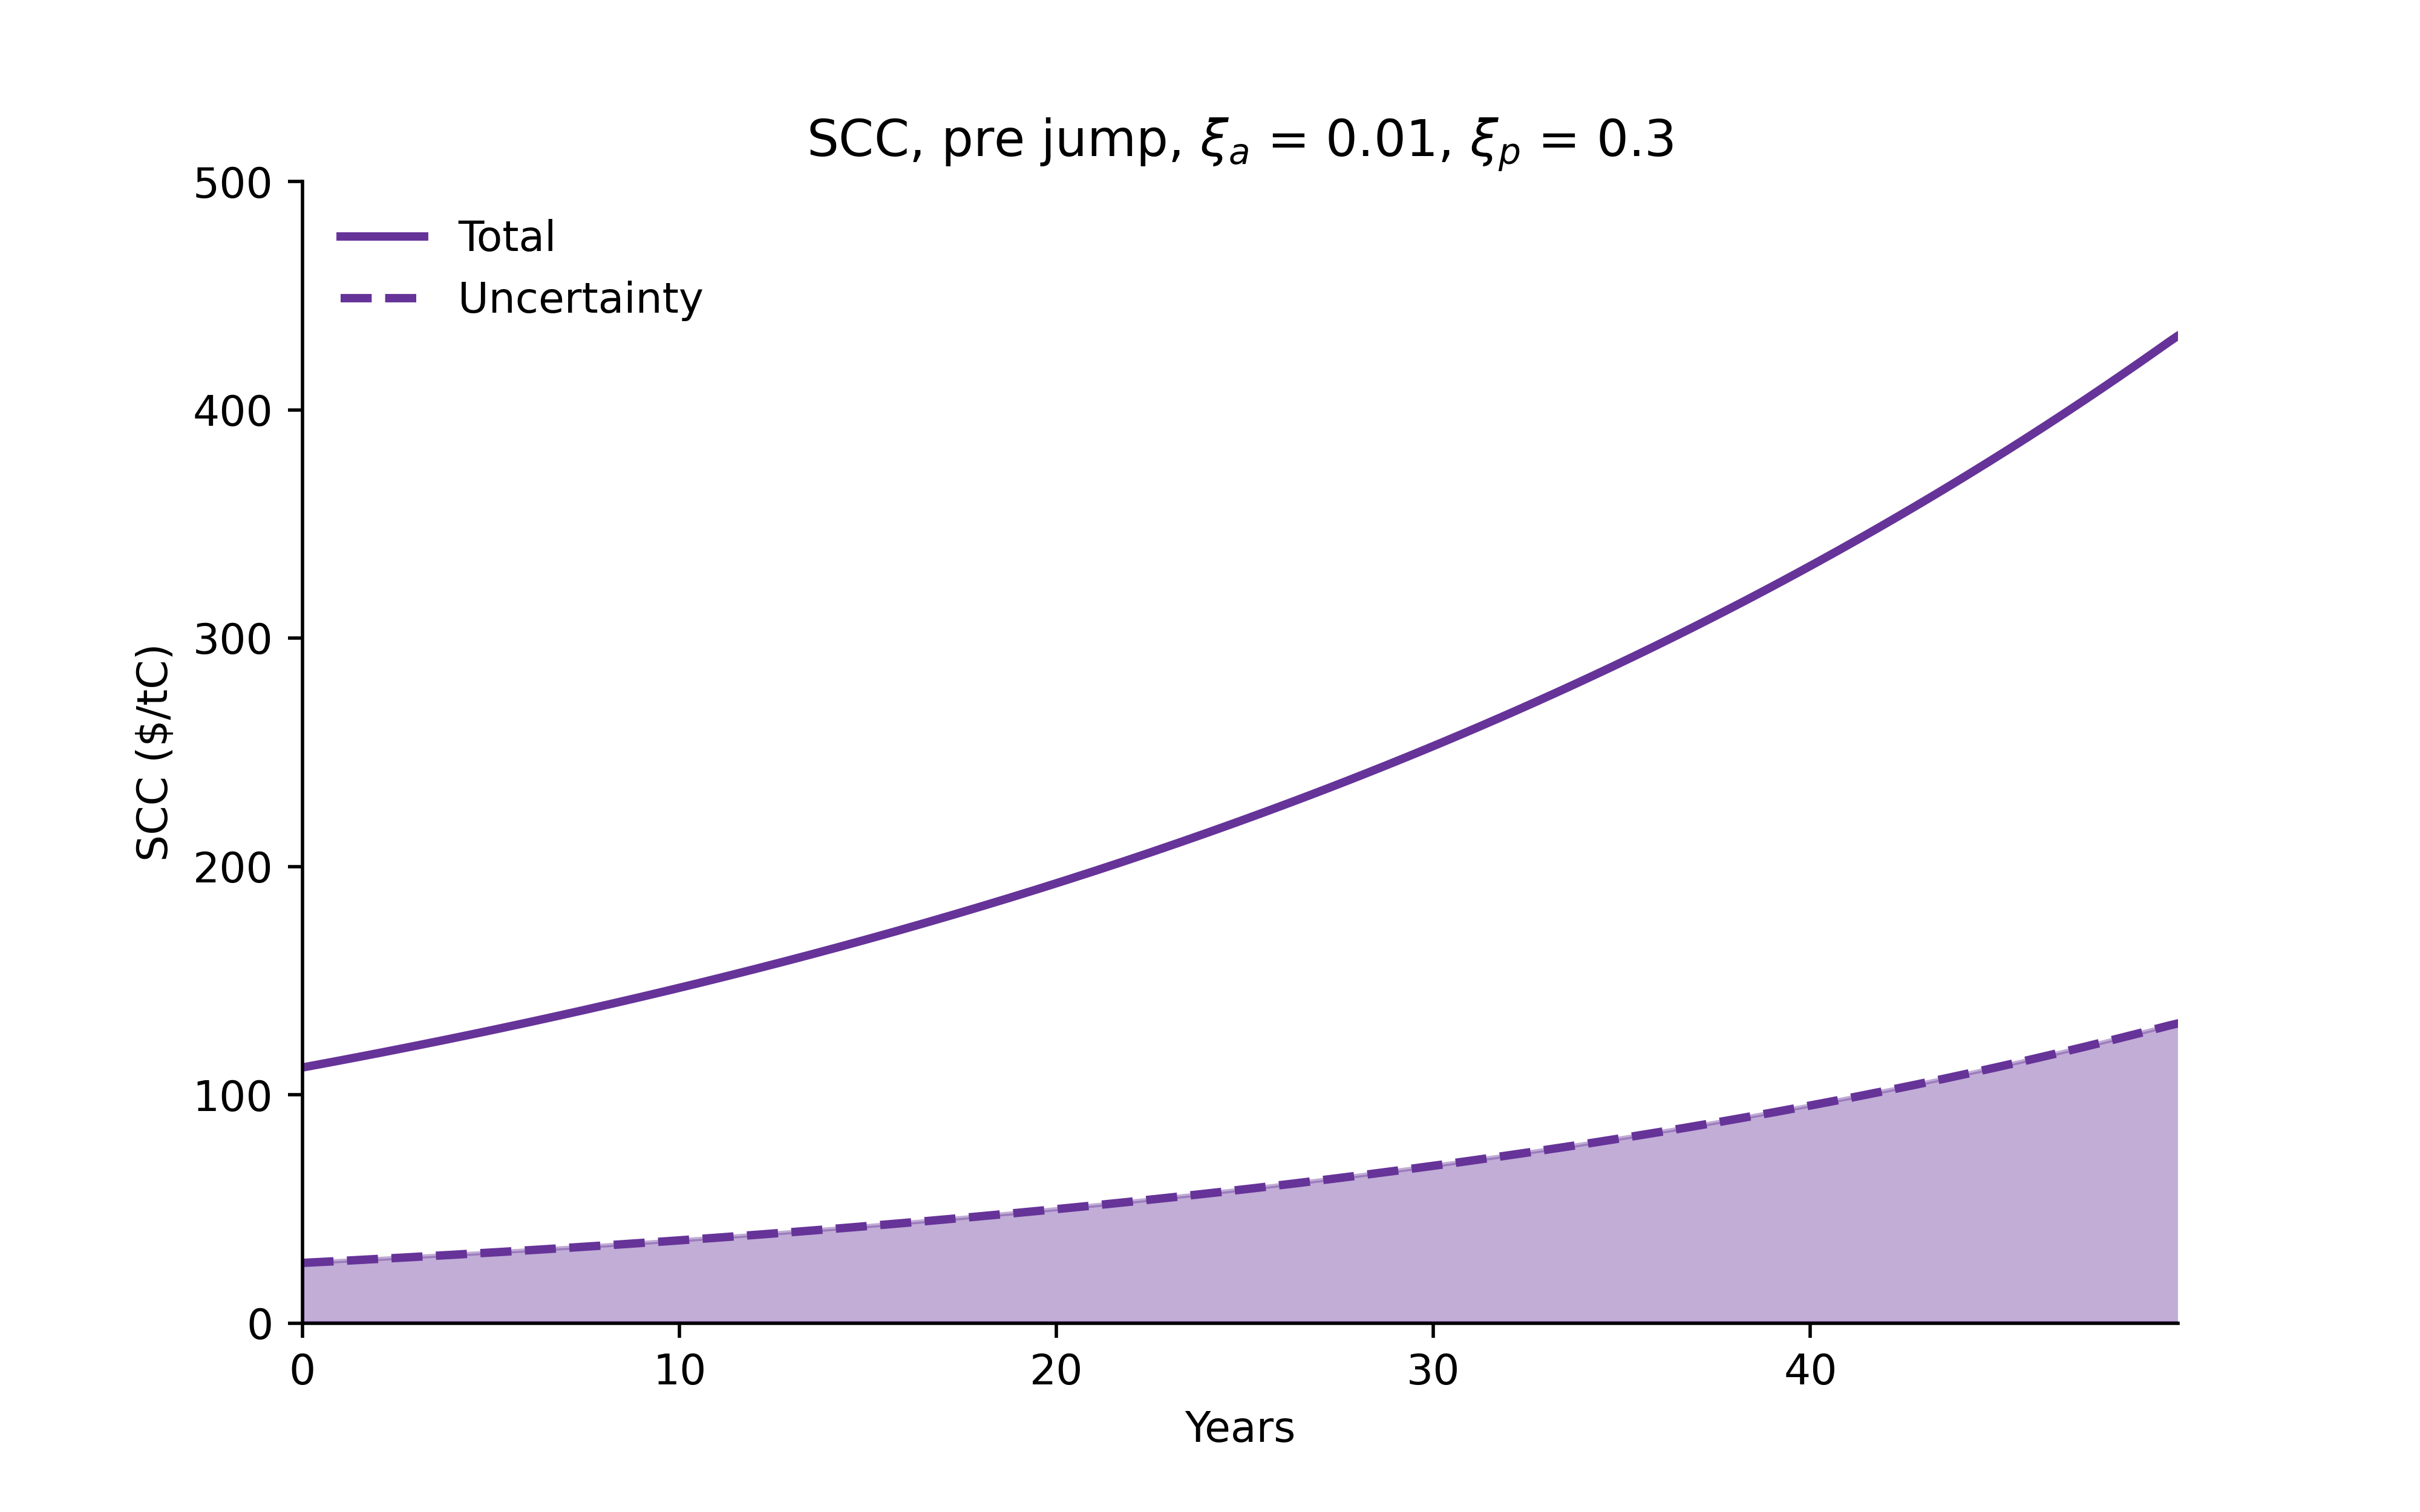 SCC, pre jump, ξₐ = 0.01, ξₚ = 0.3
500
400
300
200
100
0
SCC ($/tC)
Total
Uncertainty
0 10 20 30 40
Years